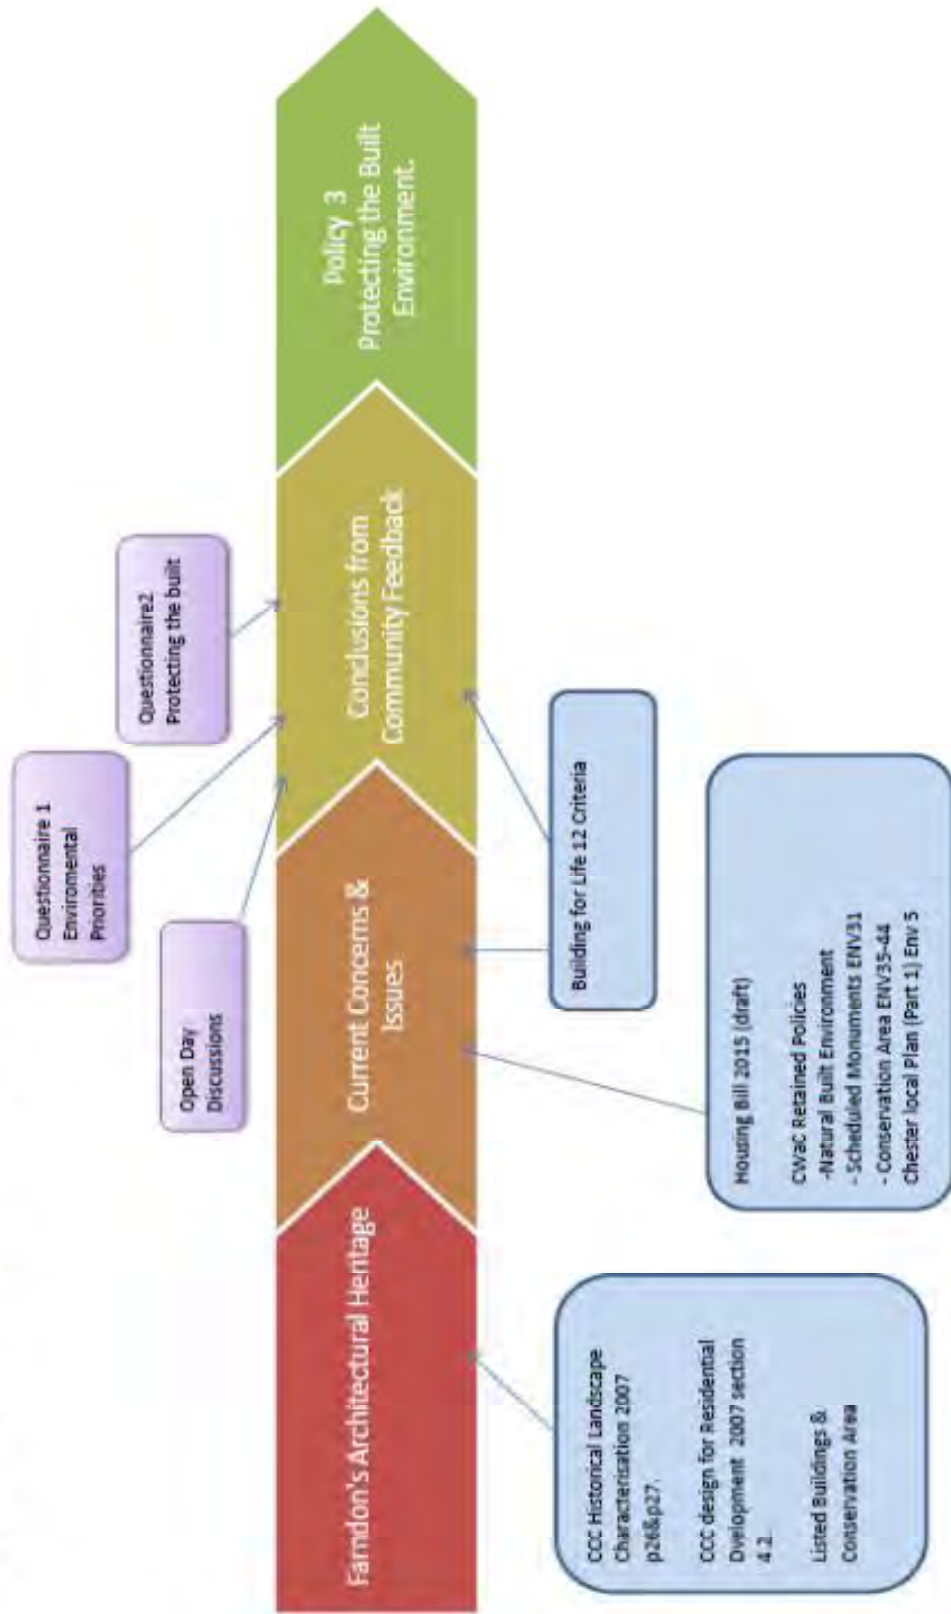 Questionnaire 1
Enviromental
Priorities
Questionnaire2
Protecting the built
Open Day
Discussions
Farndon's Architectural Heritage
Current Concerns &
Issues
Conclusions from
Community Feedback
Policy 3
Protecting the Built
Environment.
CCC Historical Landscape
Characterisation 2007
p26&p27.
CCC design for Residential
Dvelopment 2007 section
4.2.
Listed Buildings &
Conservation Area
Housing Bill 2015 (draft)
CWaC Retained Policies
-Natural Built Environment
- Scheduled Monuments ENV31
- Conservation Area ENV35-44
Chester local Plan (Part 1) Env 5
Building for Life 12 Criteria